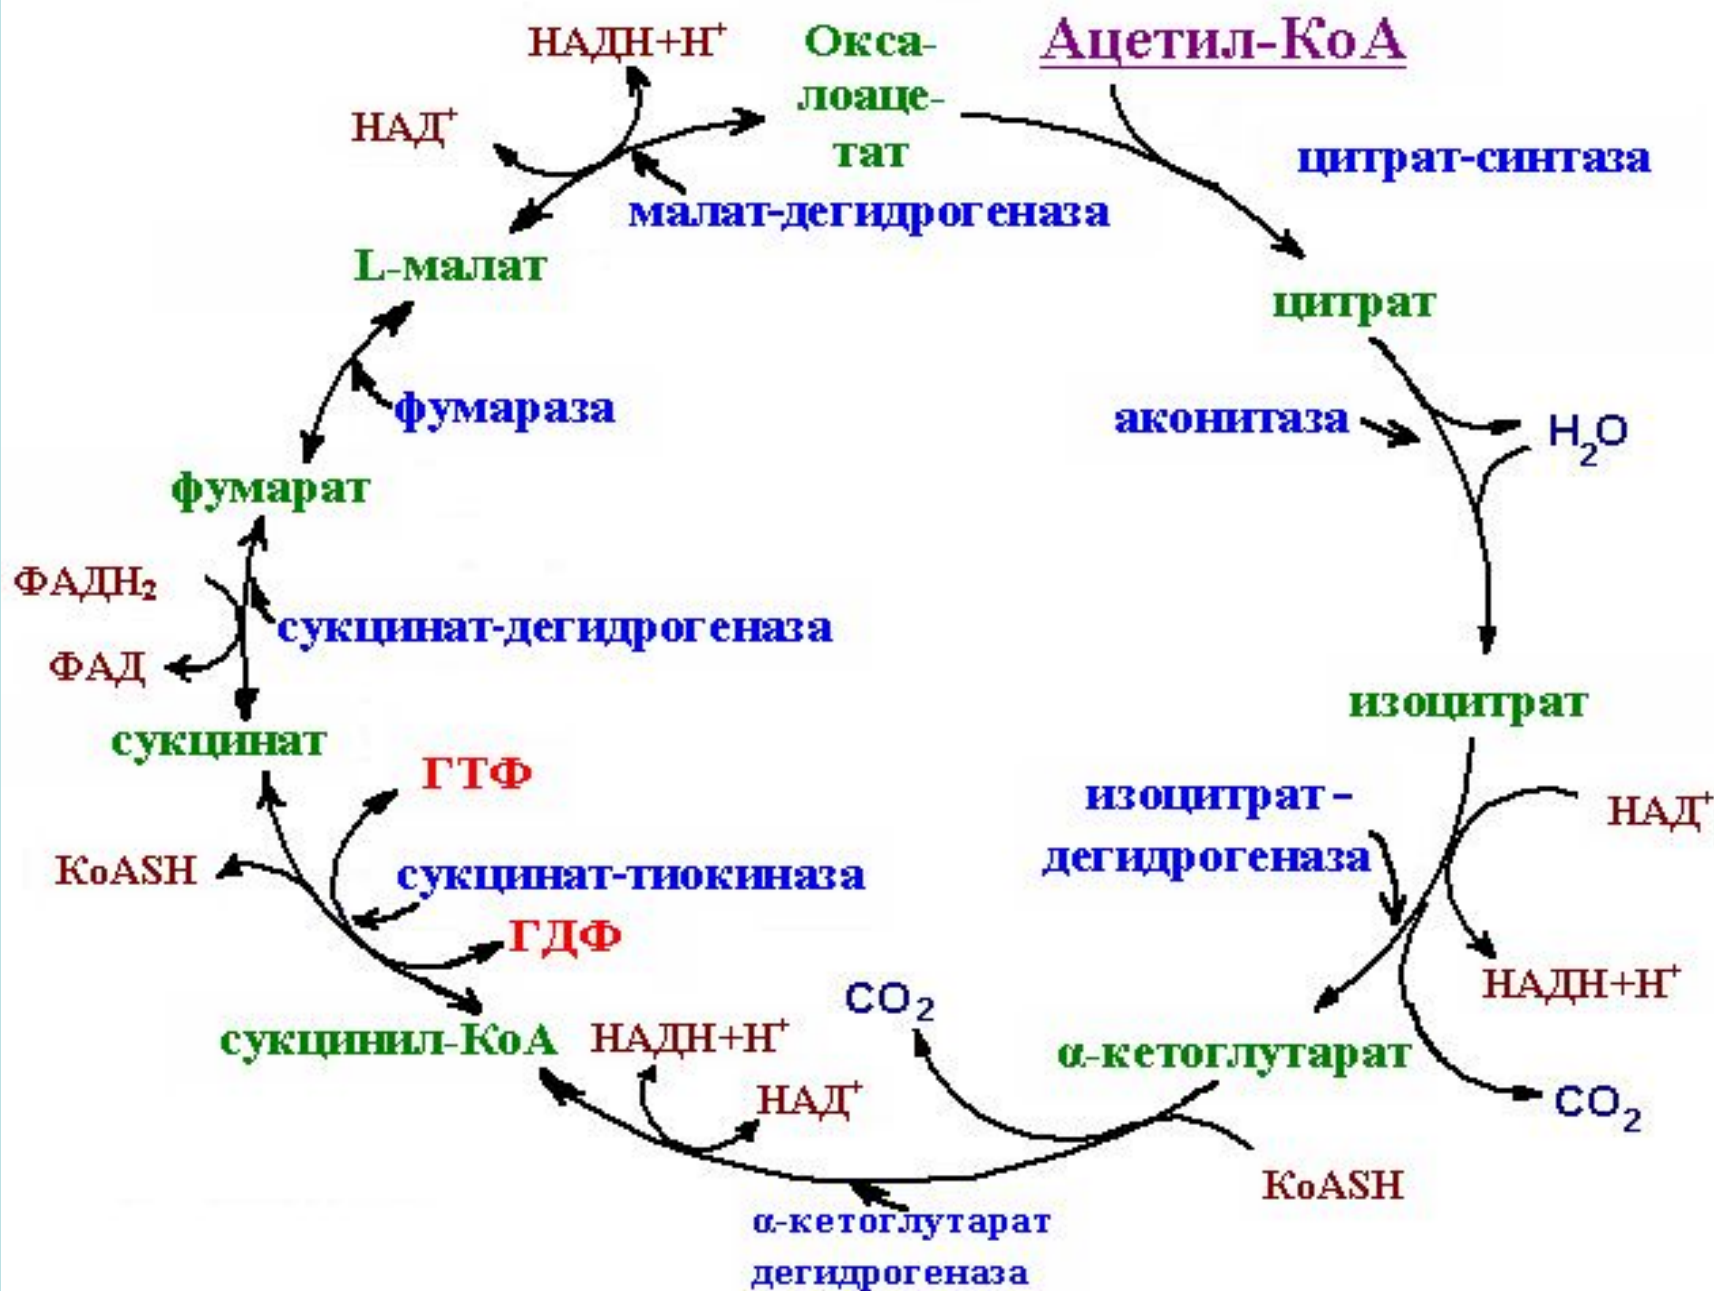 НАДН+Н⁺
Окса-
лоаце-
тат
Ацетил-КоА
НАД⁺
цитрат-синтаза
малат-дегидрогеназа
L-малат
цитрат
фумараза
аконитаза
H₂O
фумарат
ФАДН₂
сукцинат-дегидрогеназа
ФАД
сукцинат
изоцитрат
ГТФ
изоцитрат-
дегидрогеназа
НАД⁺
KoASH
сукцинат-тиокиназа
ГДФ
НАДН+Н⁺
CO₂
сукцинил-КоА
НАДН+Н⁺
α-кетоглутарат
НАД⁺
CO₂
KoASH
α-кетоглутарат
дегидрогеназа